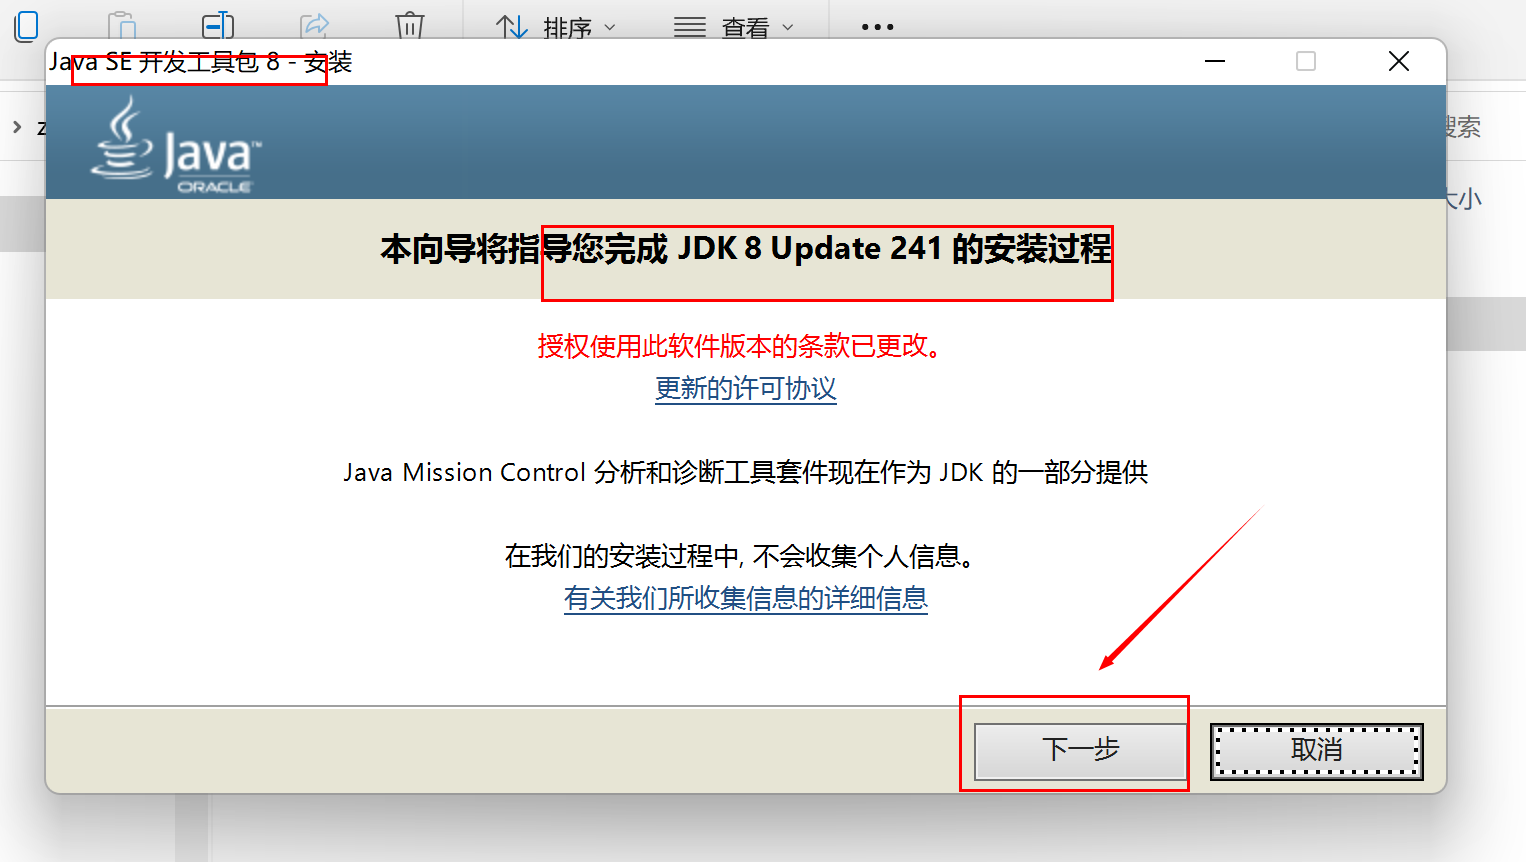 排序
查看
Java SE 开发工具包 8 - 安装
z
搜索
Java™
ORACLE
大小
本向导将指导您完成 JDK 8 Update 241 的安装过程
授权使用此软件版本的条款已更改。
更新的许可协议
Java Mission Control 分析和诊断工具套件现在作为 JDK 的一部分提供
在我们的安装过程中, 不会收集个人信息。
有关我们所收集信息的详细信息
下一步
取消